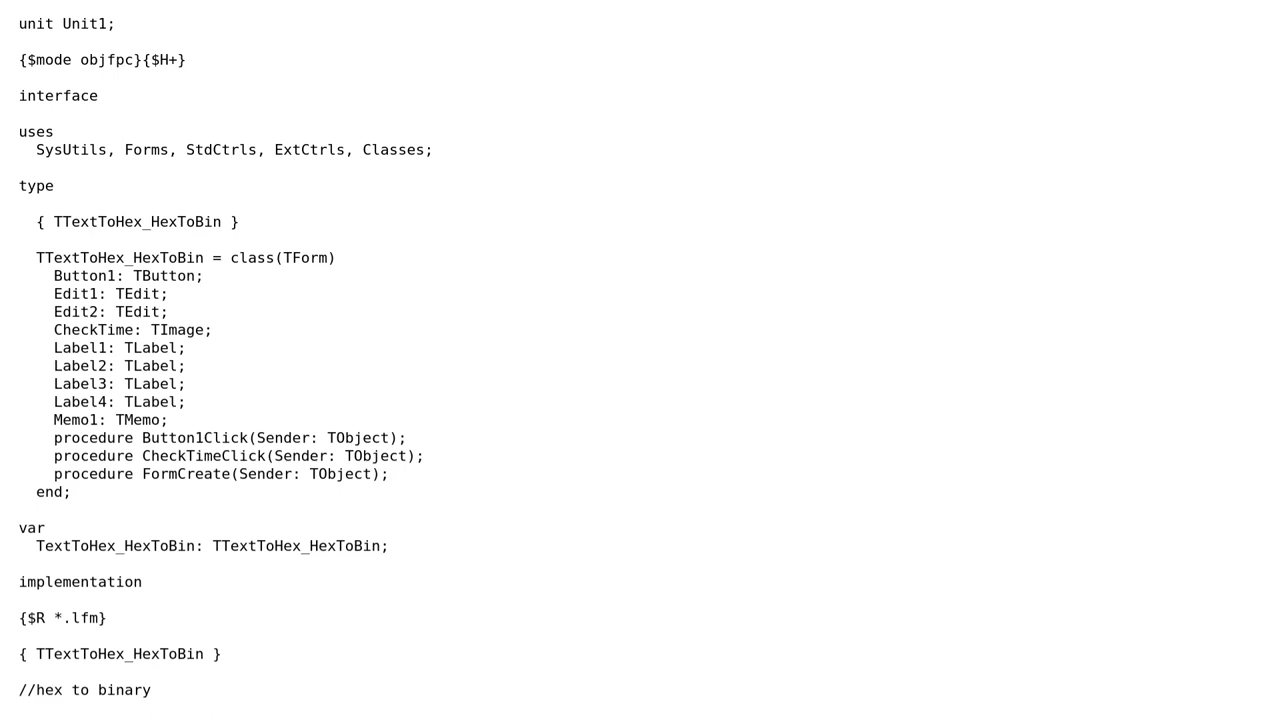 unit Unit1;

{$mode objfpc}{$H+}

interface

uses
  SysUtils, Forms, StdCtrls, ExtCtrls, Classes;

type

  { TTextToHex_HexToBin }

  TTextToHex_HexToBin = class(TForm)
    Button1: TButton;
    Edit1: TEdit;
    Edit2: TEdit;
    CheckTime: TImage;
    Label1: TLabel;
    Label2: TLabel;
    Label3: TLabel;
    Label4: TLabel;
    Memo1: TMemo;
    procedure Button1Click(Sender: TObject);
    procedure CheckTimeClick(Sender: TObject);
    procedure FormCreate(Sender: TObject);
  end;

var
  TextToHex_HexToBin: TTextToHex_HexToBin;

implementation

{$R *.lfm}

{ TTextToHex_HexToBin }

//hex to binary